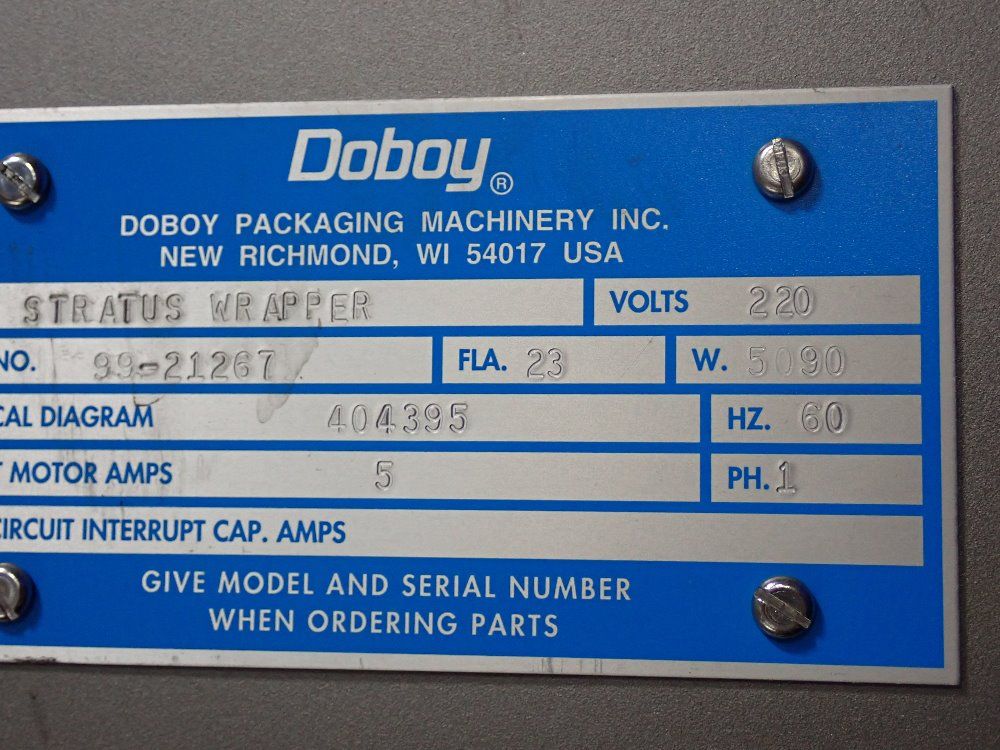 Doboy®
DOBOY PACKAGING MACHINERY INC.
NEW RICHMOND, WI 54017 USA
STRATUS WRAPPER VOLTS 220
NO. 99-21267 FLA. 23 W. 5090
CAL DIAGRAM 404395 HZ. 60
T MOTOR AMPS 5 PH. 1
CIRCUIT INTERRUPT CAP. AMPS
GIVE MODEL AND SERIAL NUMBER
WHEN ORDERING PARTS